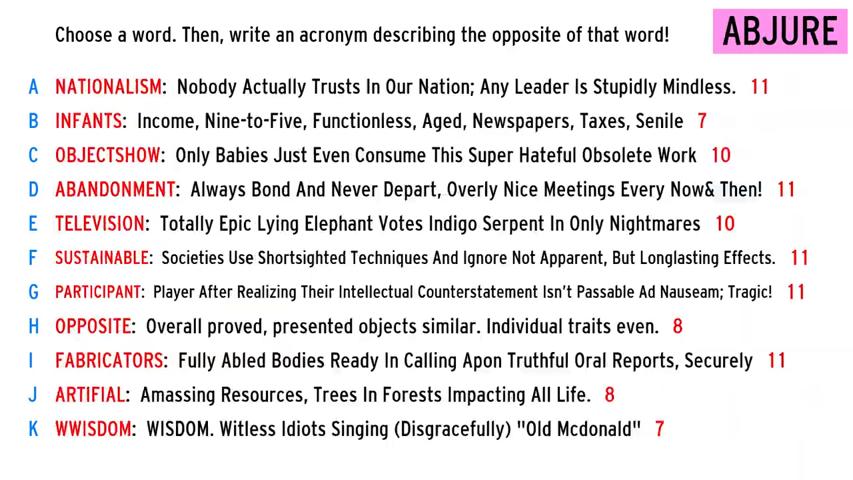 Choose a word. Then, write an acronym describing the opposite of that word!
ABJURE
A NATIONALISM: Nobody Actually Trusts In Our Nation; Any Leader Is Stupidly Mindless. 11
B INFANTS: Income, Nine-to-Five, Functionless, Aged, Newspapers, Taxes, Senile 7
C OBJECTSHOW: Only Babies Just Even Consume This Super Hateful Obsolete Work 10
D ABANDONMENT: Always Bond And Never Depart, Overly Nice Meetings Every Now& Then! 11
E TELEVISION: Totally Epic Lying Elephant Votes Indigo Serpent In Only Nightmares 10
F SUSTAINABLE: Societies Use Shortsighted Techniques And Ignore Not Apparent, But Longlasting Effects. 11
G PARTICIPANT: Player After Realizing Their Intellectual Counterstatement Isn't Passable Ad Nauseam; Tragic! 11
H OPPOSITE: Overall proved, presented objects similar. Individual traits even. 8
I FABRICATORS: Fully Abled Bodies Ready In Calling Apon Truthful Oral Reports, Securely 11
J ARTIFIAL: Amassing Resources, Trees In Forests Impacting All Life. 8
K WWISDOM: WISDOM. Witless Idiots Singing (Disgracefully) "Old Mcdonald" 7